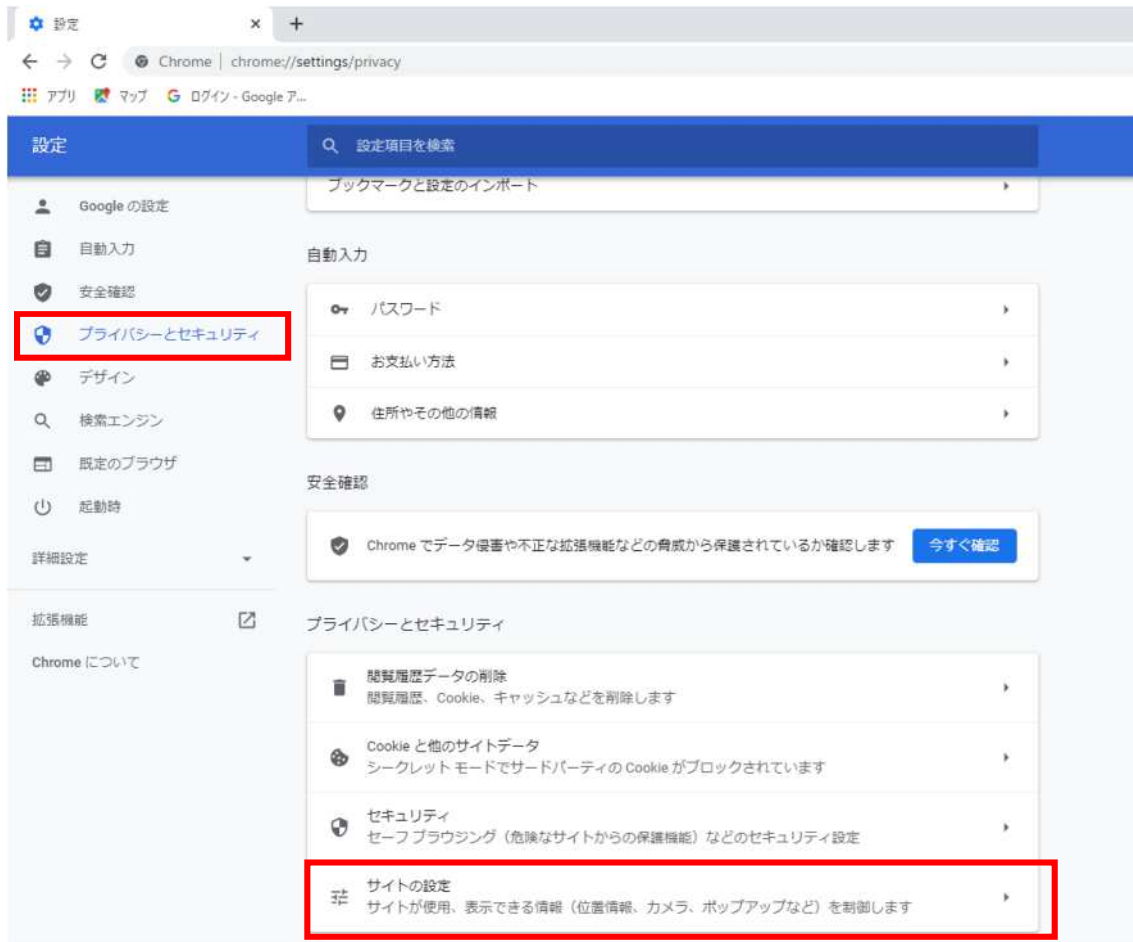 設定
Chrome | chrome://settings/privacy
アプリ マップ ログイン - Google ア...
設定
設定項目を検索
ブックマークと設定のインポート
Google の設定
自動入力
安全確認
プライバシーとセキュリティ
デザイン
検索エンジン
既定のブラウザ
起動時
詳細設定
拡張機能
Chrome について
自動入力
パスワード
お支払い方法
住所やその他の情報
安全確認
Chrome でデータ侵害や不正な拡張機能などの脅威から保護されているか確認します 今すぐ確認
プライバシーとセキュリティ
閲覧履歴データの削除
閲覧履歴、Cookie、キャッシュなどを削除します
Cookie と他のサイトデータ
シークレット モードでサードパーティの Cookie がブロックされています
セキュリティ
セーフ ブラウジング（危険なサイトからの保護機能）などのセキュリティ設定
サイトの設定
サイトが使用、表示できる情報（位置情報、カメラ、ポップアップなど）を制御します